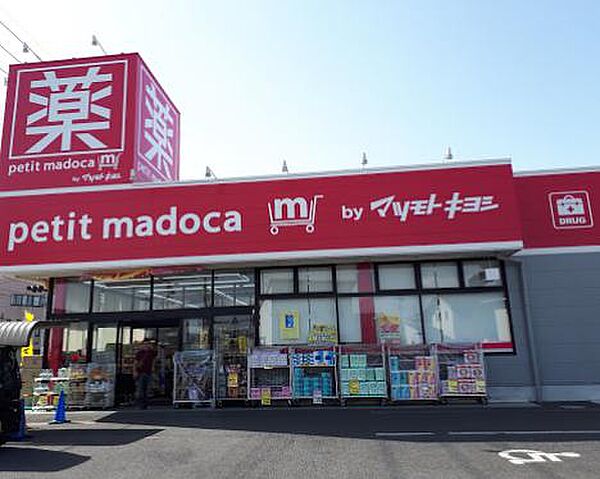 薬
petit madoca m
by マツモトキヨシ
薬
petit madoca m by マツモトキヨシ
DRUG